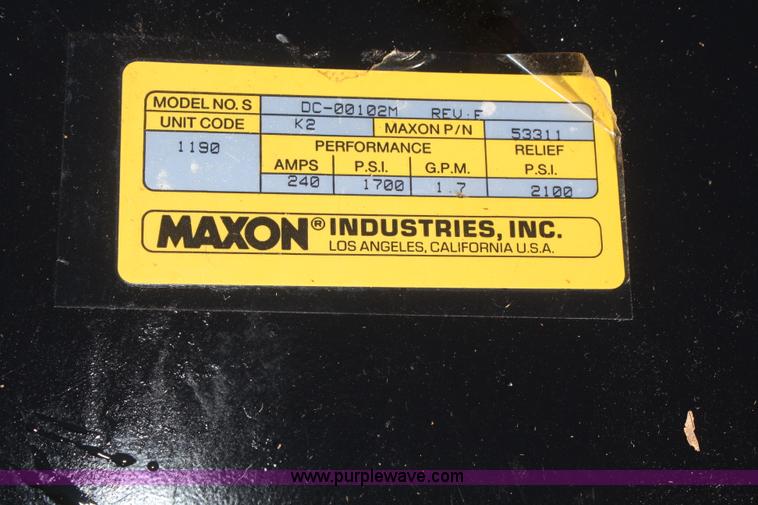 MODEL NO. S DC-00102M REV.F
UNIT CODE K2 MAXON P/N 53311
1190 PERFORMANCE RELIEF
AMPS P.S.I. G.P.M. P.S.I.
240 1700 1.7 2100
MAXON® INDUSTRIES, INC.
LOS ANGELES, CALIFORNIA U.S.A.
www.purplewave.com